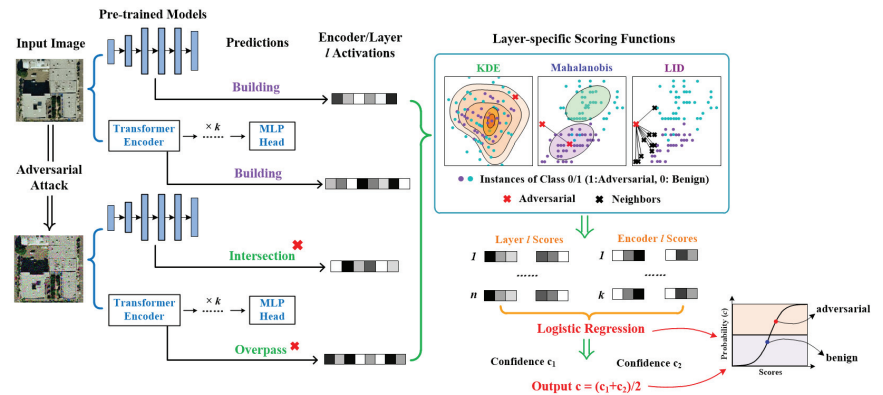 Pre-trained Models
Input Image
Predictions
Encoder/Layer
l Activations
Building
Transformer
Encoder
× k
......
MLP
Head
Building
Adversarial
Attack
Intersection
Transformer
Encoder
× k
......
MLP
Head
Overpass
Layer-specific Scoring Functions
KDE
Mahalanobis
LID
Instances of Class 0/1 (1:Adversarial, 0: Benign)
Adversarial
Neighbors
Layer l Scores
Encoder l Scores
1
1
......
......
n
k
Logistic Regression
Confidence c₁
Confidence c₂
Output c = (c₁+c₂)/2
Probability (c)
Scores
adversarial
benign